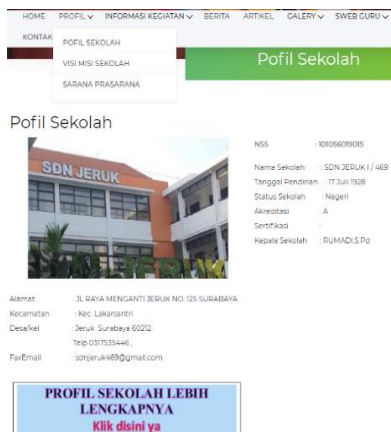 HOME PROFIL INFORMASI KEGIATAN BERITA ARTIKEL GALERY SWEB GURU
KONTAK
POFIL SEKOLAH
VISI MISI SEKOLAH
SARANA PRASARANA
Pofil Sekolah
Pofil Sekolah
SDN JERUK
NSS : 101056019015
Nama Sekolah : SDN JERUK I / 469
Tanggal Pendirian : 17 Juli 1928
Status Sekolah : Negeri
Akreditasi : A
Sertifikasi :
Kepala Sekolah : RUMADI,S.Pd
Alamat : JL RAYA MENGANTI JERUK NO. 125 SURABAYA
Kecamatan : Kec. Lakarsantri
Desa/kel : Jeruk Surabaya 60212
Telp 0317535446 ,
FaxEmail : sdnjeruk469@gmail.com
PROFIL SEKOLAH LEBIH
LENGKAPNYA
Klik disini ya